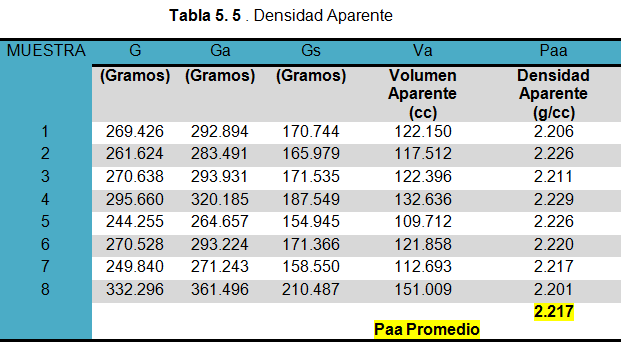 Tabla 5. 5 . Densidad Aparente
MUESTRA G Ga Gs Va Paa
(Gramos) (Gramos) (Gramos) Volumen Densidad
Aparente Aparente
(cc) (g/cc)
1 269.426 292.894 170.744 122.150 2.206
2 261.624 283.491 165.979 117.512 2.226
3 270.638 293.931 171.535 122.396 2.211
4 295.660 320.185 187.549 132.636 2.229
5 244.255 264.657 154.945 109.712 2.226
6 270.528 293.224 171.366 121.858 2.220
7 249.840 271.243 158.550 112.693 2.217
8 332.296 361.496 210.487 151.009 2.201
2.217
Paa Promedio